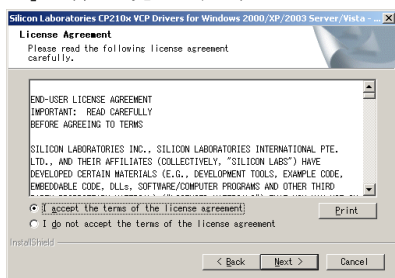 Silicon Laboratories CP210x VCP Drivers for Windows 2000/XP/2003 Server/Vista - ...
License Agreement
Please read the following license agreement
carefully.
END-USER LICENSE AGREEMENT
IMPORTANT: READ CAREFULLY
BEFORE AGREEING TO TERMS
SILICON LABORATORIES INC., SILICON LABORATORIES INTERNATIONAL PTE.
LTD., AND THEIR AFFILIATES (COLLECTIVELY, "SILICON LABS") HAVE
DEVELOPED CERTAIN MATERIALS (E.G., DEVELOPMENT TOOLS, EXAMPLE CODE,
EMBEDDABLE CODE, DLLs, SOFTWARE/COMPUTER PROGRAMS AND OTHER THIRD
I accept the terms of the license agreement
Print
I do not accept the terms of the license agreement
InstallShield
< Back
Next >
Cancel